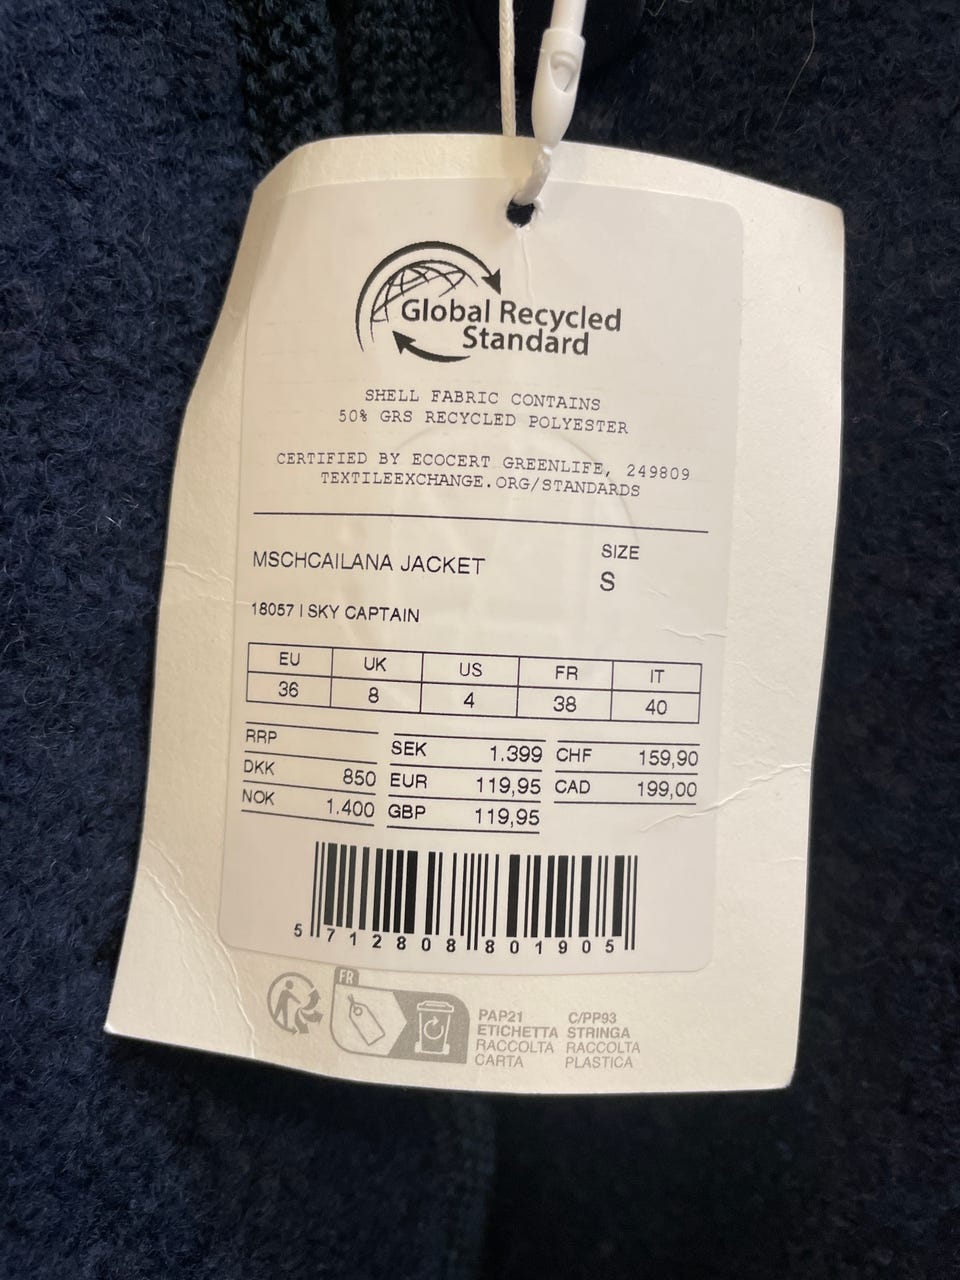 Global Recycled
Standard
SHELL FABRIC CONTAINS
50% GRS RECYCLED POLYESTER
CERTIFIED BY ECOCERT GREENLIFE, 249809
TEXTILEEXCHANGE.ORG/STANDARDS
MSCHCAILANA JACKET
SIZE
S
18057 | SKY CAPTAIN
EU UK US FR IT
36 8 4 38 40
RRP
DKK 850
NOK 1.400
SEK 1.399
EUR 119,95
GBP 119,95
CHF 159,90
CAD 199,00
5 712808 801905
FR
PAP21
ETICHETTA
RACCOLTA
CARTA
C/PP93
STRINGA
RACCOLTA
PLASTICA